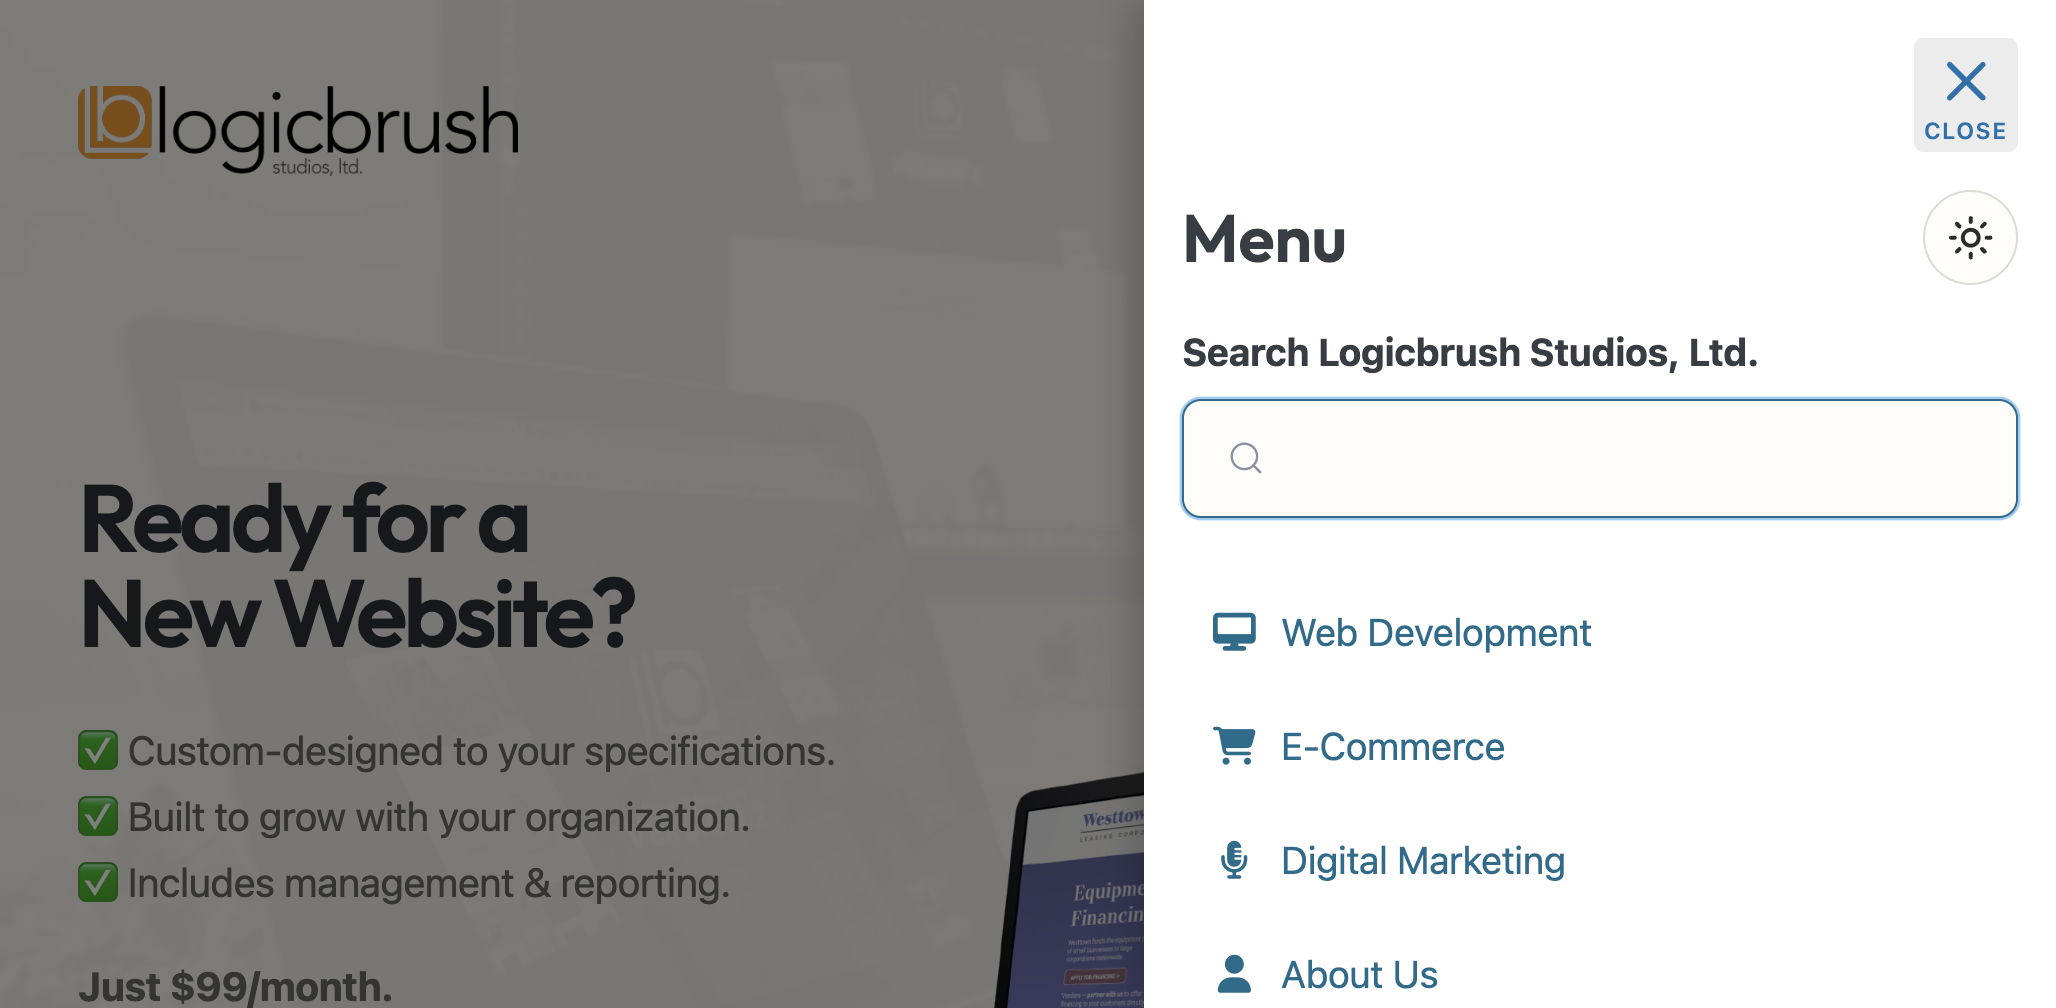 logicbrush
studios, ltd.
Ready for a
New Website?
✅ Custom-designed to your specifications.
✅ Built to grow with your organization.
✅ Includes management & reporting.
Just $99/month.
CLOSE
Menu
Search Logicbrush Studios, Ltd.
Web Development
E-Commerce
Digital Marketing
About Us